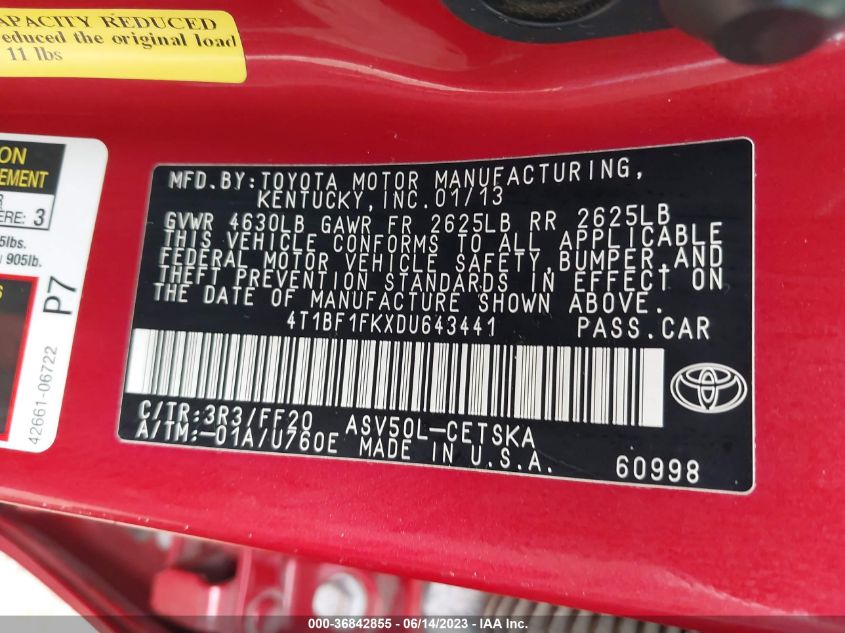 APACITY REDUCED
educed the original load
11 lbs
ON
EMENT
R
ERE: 3
5lbs.
905lb.
S
P7
42661-06722
MFD.BY:TOYOTA MOTOR MANUFACTURING,
KENTUCKY,INC.01/13
GVWR 4630LB GAWR FR 2625LB RR 2625LB
THIS VEHICLE CONFORMS TO ALL APPLICABLE
FEDERAL MOTOR VEHICLE SAFETY,BUMPER,AND
THEFT PREVENTION STANDARDS IN EFFECT ON
THE DATE OF MANUFACTURE SHOWN ABOVE.
4T1BF1FKXDU643441 PASS.CAR
C/TR:3R3/FF20 ASV50L-CETSKA
A/TM:-01A/U760E MADE IN U.S.A.
60998
000-36842855 - 06/14/2023 - IAA Inc.